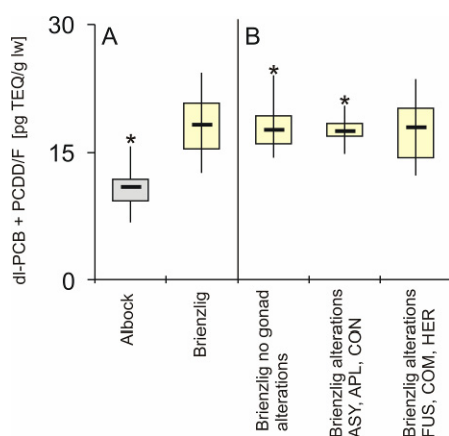 dl-PCB + PCDD/F [pg TEQ/g lw]
30
15
0
A
B
*
*
*
Albock
Brienzlig
Brienzlig no gonad
alterations
Brienzlig alterations
ASY, APL, CON
Brienzlig alterations
FUS, COM, HER